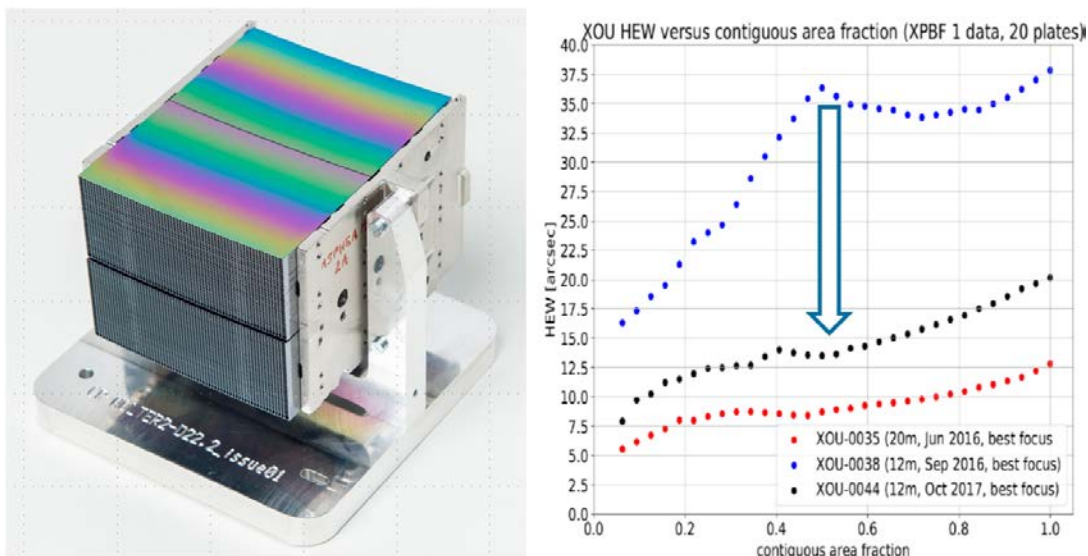 2A
TER2-D22.2_issue01
XOU HEW versus contiguous area fraction (XPBF 1 data, 20 plates)
HEW [arcsec]
40.0
37.5
35.0
32.5
30.0
27.5
25.0
22.5
20.0
17.5
15.0
12.5
10.0
7.5
5.0
2.5
0.0
XOU-0035 (20m, Jun 2016, best focus
XOU-0038 (12m, Sep 2016, best focus)
XOU-0044 (12m, Oct 2017, best focus)
0.0 0.2 0.4 0.6 0.8 1.0
contiguous area fraction